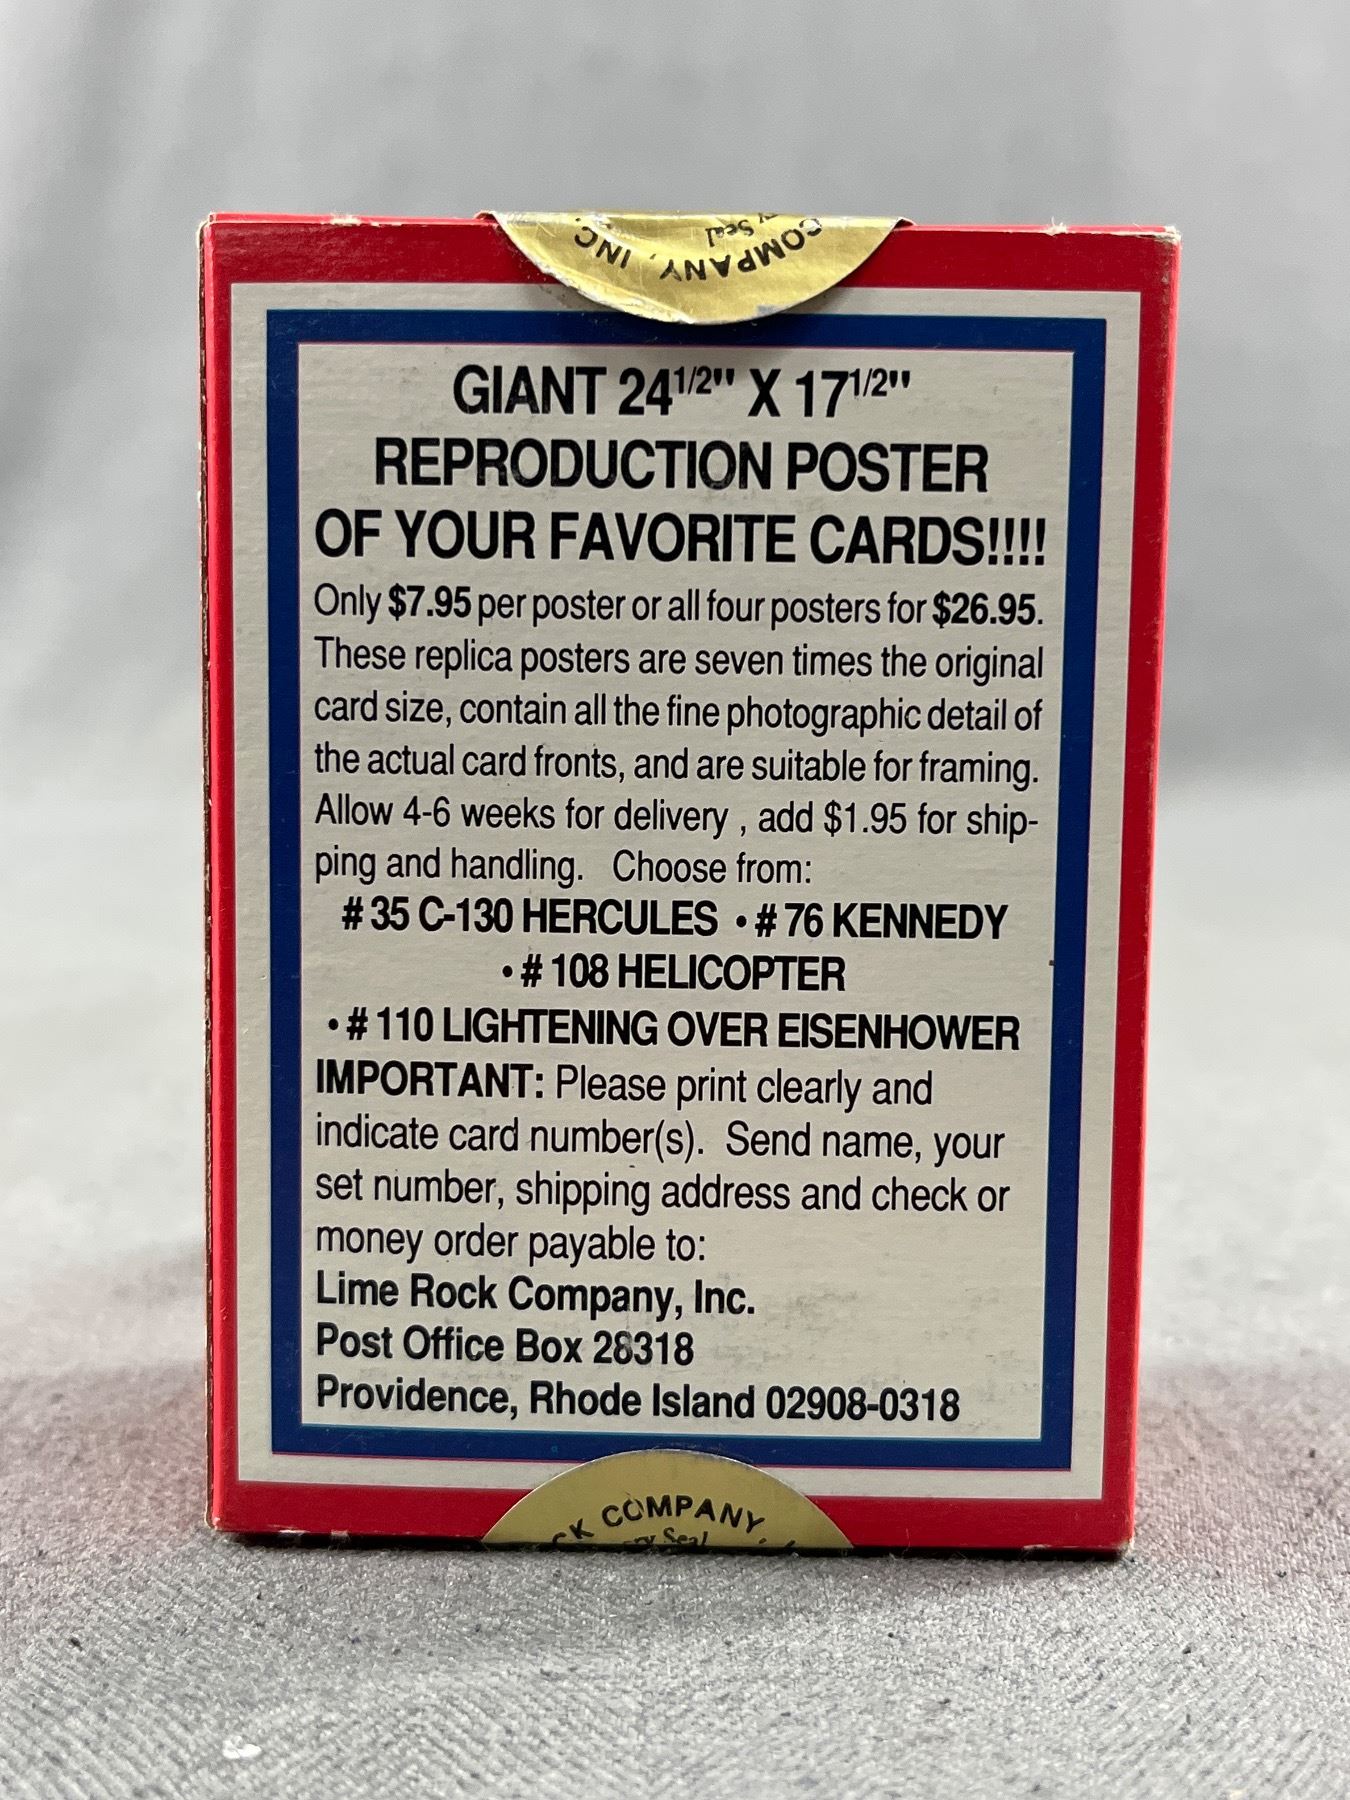 COMPANY, INC.
Seal
GIANT 24 1/2" X 17 1/2"
REPRODUCTION POSTER
OF YOUR FAVORITE CARDS!!!!
Only $7.95 per poster or all four posters for $26.95.
These replica posters are seven times the original
card size, contain all the fine photographic detail of
the actual card fronts, and are suitable for framing.
Allow 4-6 weeks for delivery , add $1.95 for ship-
ping and handling. Choose from:
# 35 C-130 HERCULES • # 76 KENNEDY
• # 108 HELICOPTER
• # 110 LIGHTENING OVER EISENHOWER
IMPORTANT: Please print clearly and
indicate card number(s). Send name, your
set number, shipping address and check or
money order payable to:
Lime Rock Company, Inc.
Post Office Box 28318
Providence, Rhode Island 02908-0318
COMPANY,
Seal